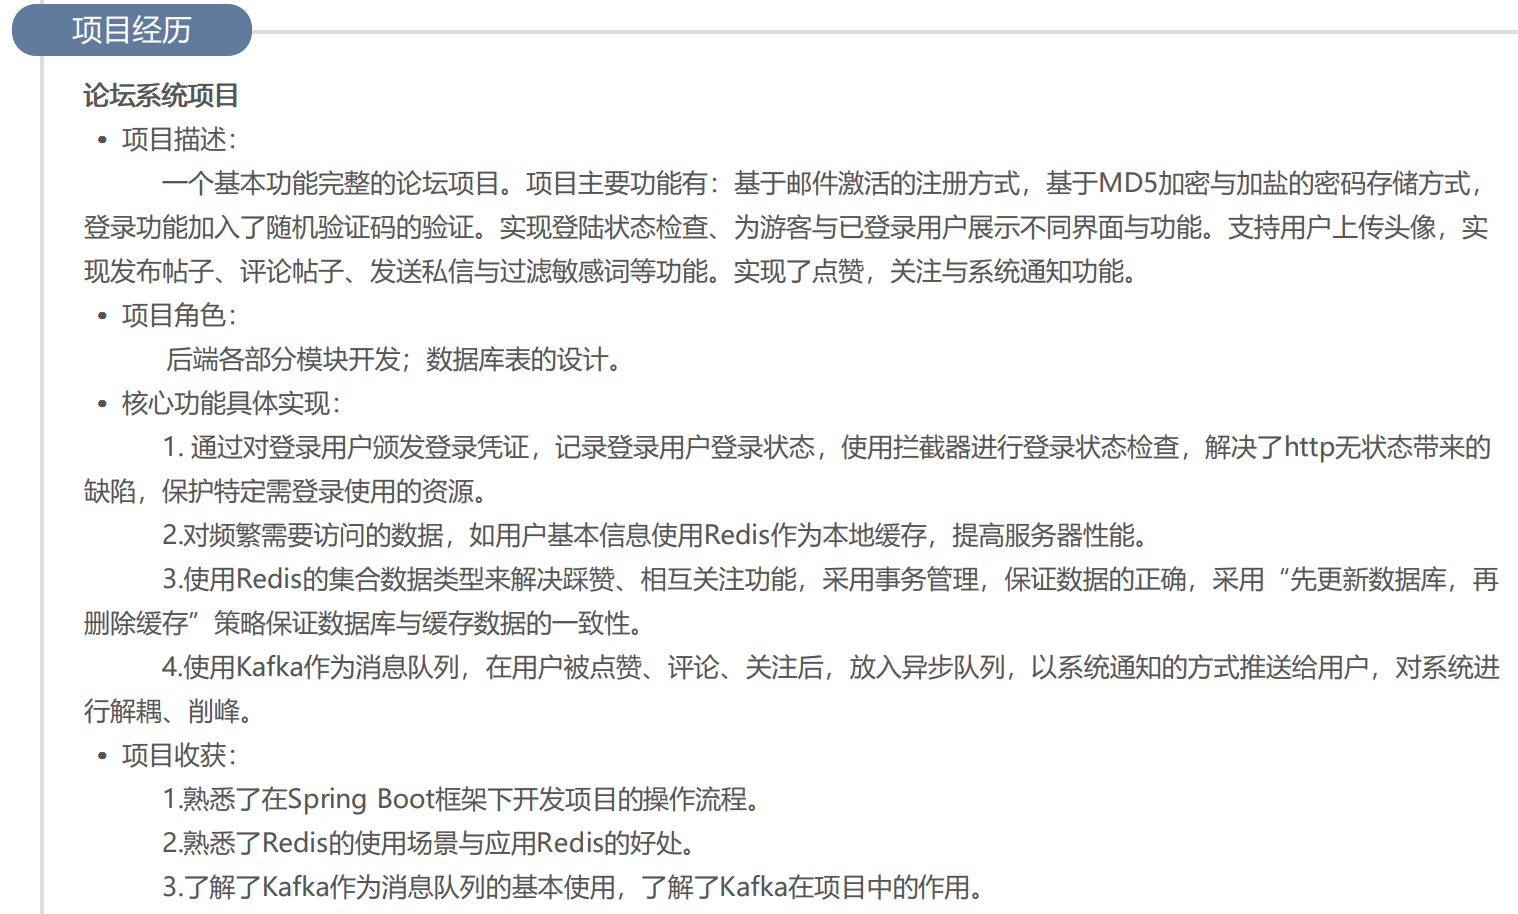 项目经历
论坛系统项目
• 项目描述：
一个基本功能完整的论坛项目。项目主要功能有：基于邮件激活的注册方式，基于MD5加密与加盐的密码存储方式，
登录功能加入了随机验证码的验证。实现登陆状态检查、为游客与已登录用户展示不同界面与功能。支持用户上传头像，实
现发布帖子、评论帖子、发送私信与过滤敏感词等功能。实现了点赞，关注与系统通知功能。
• 项目角色：
后端各部分模块开发；数据库表的设计。
• 核心功能具体实现：
1. 通过对登录用户颁发登录凭证，记录登录用户登录状态，使用拦截器进行登录状态检查，解决了http无状态带来的
缺陷，保护特定需登录使用的资源。
2.对频繁需要访问的数据，如用户基本信息使用Redis作为本地缓存，提高服务器性能。
3.使用Redis的集合数据类型来解决踩赞、相互关注功能，采用事务管理，保证数据的正确，采用“先更新数据库，再
删除缓存”策略保证数据库与缓存数据的一致性。
4.使用Kafka作为消息队列，在用户被点赞、评论、关注后，放入异步队列，以系统通知的方式推送给用户，对系统进
行解耦、削峰。
• 项目收获：
1.熟悉了在Spring Boot框架下开发项目的操作流程。
2.熟悉了Redis的使用场景与应用Redis的好处。
3.了解了Kafka作为消息队列的基本使用，了解了Kafka在项目中的作用。